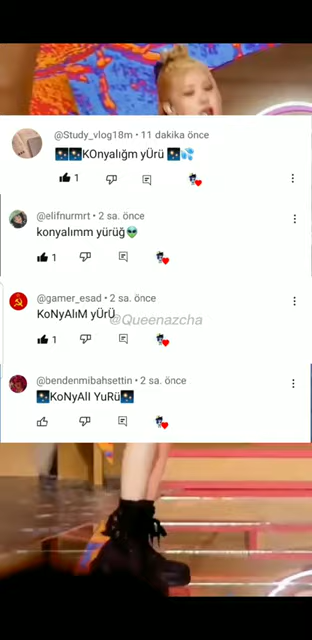 @Study_vlog18m • 11 dakika önce
🌃🌃KOnyalığm yÜrü 🌃💦
1
@elifnurmrt • 2 sa. önce
konyalımm yürüğ👽
1
@gamer_esad • 2 sa. önce
KoNyAlıM yÜrÜ
@Queenazcha
1
@bendenmibahsettin • 2 sa. önce
🌃KoNyAlI YuRü🌃